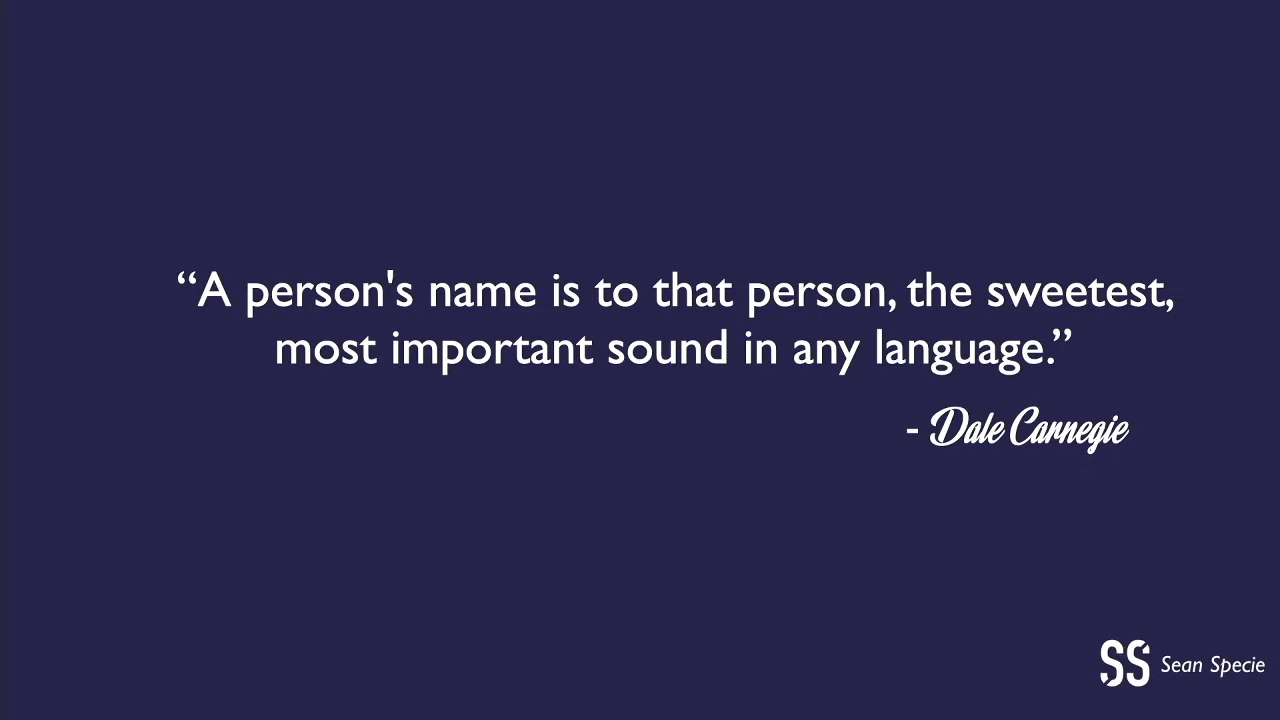 “A person's name is to that person, the sweetest,
most important sound in any language.”
- Dale Carnegie
SS Sean Specie